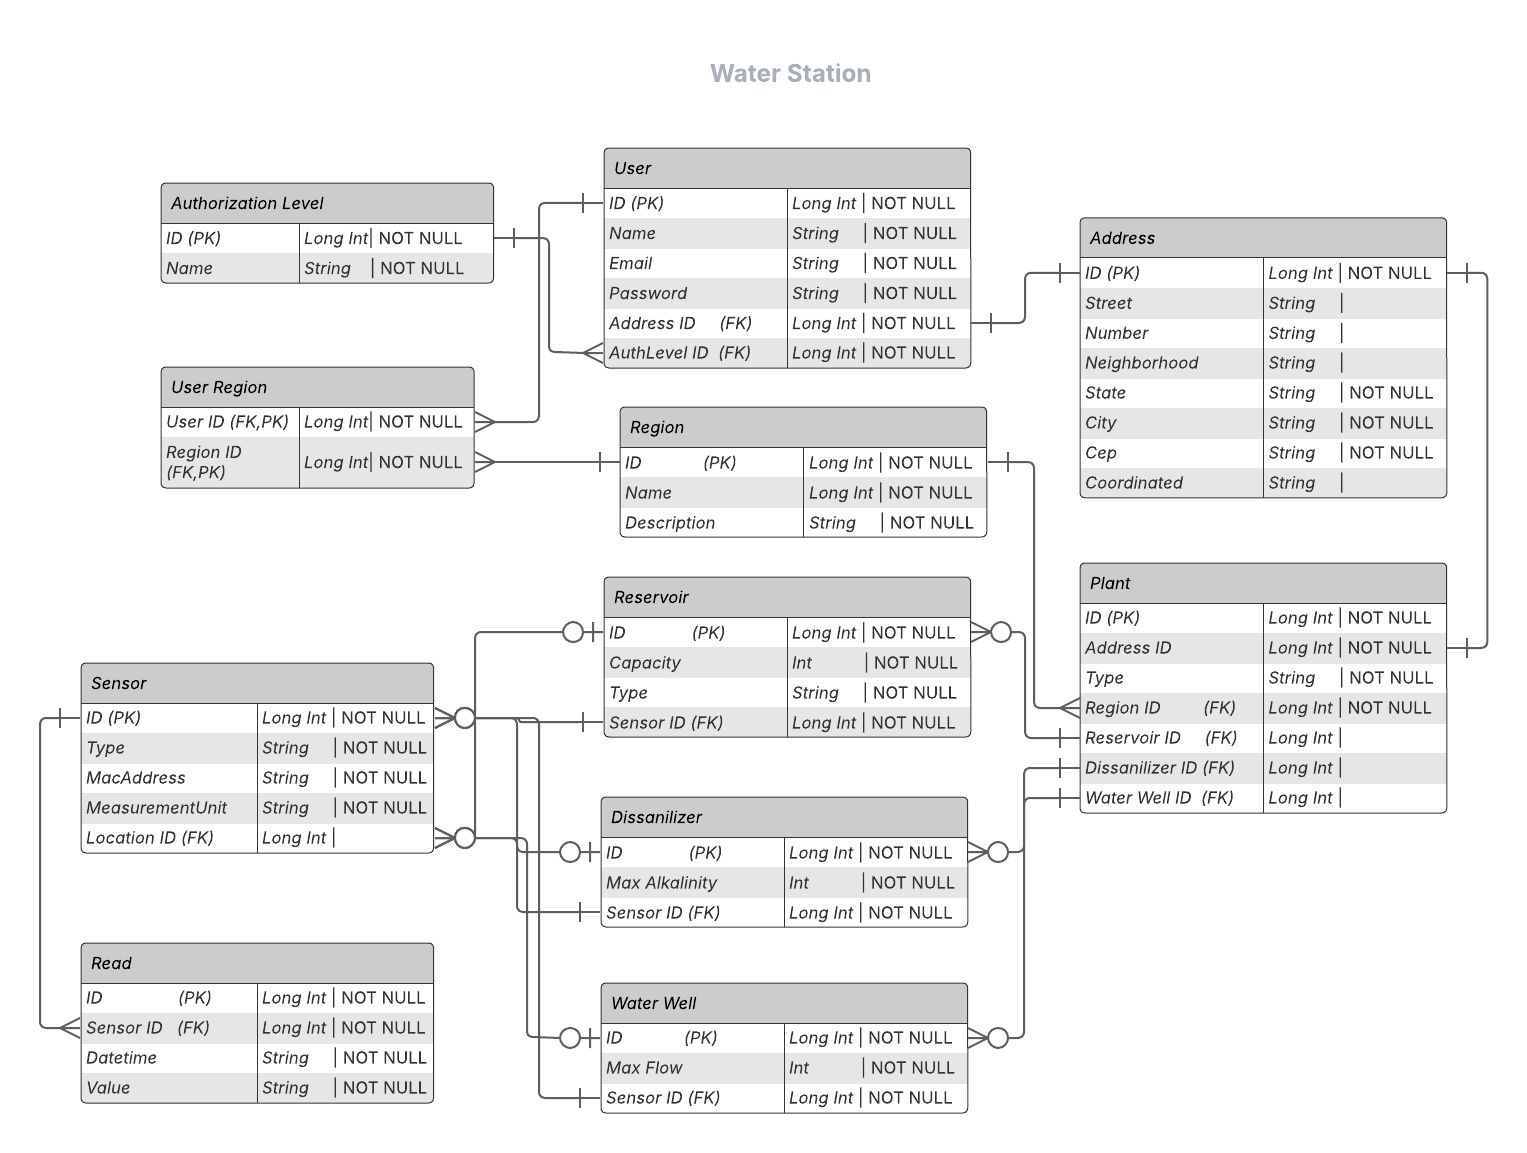 Water Station
Authorization Level
ID (PK) Long Int| NOT NULL
Name String | NOT NULL
User
ID (PK) Long Int | NOT NULL
Name String | NOT NULL
Email String | NOT NULL
Password String | NOT NULL
Address ID (FK) Long Int | NOT NULL
AuthLevel ID (FK) Long Int | NOT NULL
Address
ID (PK) Long Int | NOT NULL
Street String |
Number String |
Neighborhood String |
State String | NOT NULL
City String | NOT NULL
Cep String | NOT NULL
Coordinated String |
User Region
User ID (FK,PK) Long Int| NOT NULL
Region ID
(FK,PK) Long Int| NOT NULL
Region
ID (PK) Long Int | NOT NULL
Name Long Int | NOT NULL
Description String | NOT NULL
Reservoir
ID (PK) Long Int | NOT NULL
Capacity Int | NOT NULL
Type String | NOT NULL
Sensor ID (FK) Long Int | NOT NULL
Plant
ID (PK) Long Int | NOT NULL
Address ID Long Int | NOT NULL
Type String | NOT NULL
Region ID (FK) Long Int | NOT NULL
Reservoir ID (FK) Long Int |
Dissanilizer ID (FK) Long Int |
Water Well ID (FK) Long Int |
Sensor
ID (PK) Long Int | NOT NULL
Type String | NOT NULL
MacAddress String | NOT NULL
MeasurementUnit String | NOT NULL
Location ID (FK) Long Int |
Dissanilizer
ID (PK) Long Int | NOT NULL
Max Alkalinity Int | NOT NULL
Sensor ID (FK) Long Int | NOT NULL
Read
ID (PK) Long Int | NOT NULL
Sensor ID (FK) Long Int | NOT NULL
Datetime String | NOT NULL
Value String | NOT NULL
Water Well
ID (PK) Long Int | NOT NULL
Max Flow Int | NOT NULL
Sensor ID (FK) Long Int | NOT NULL